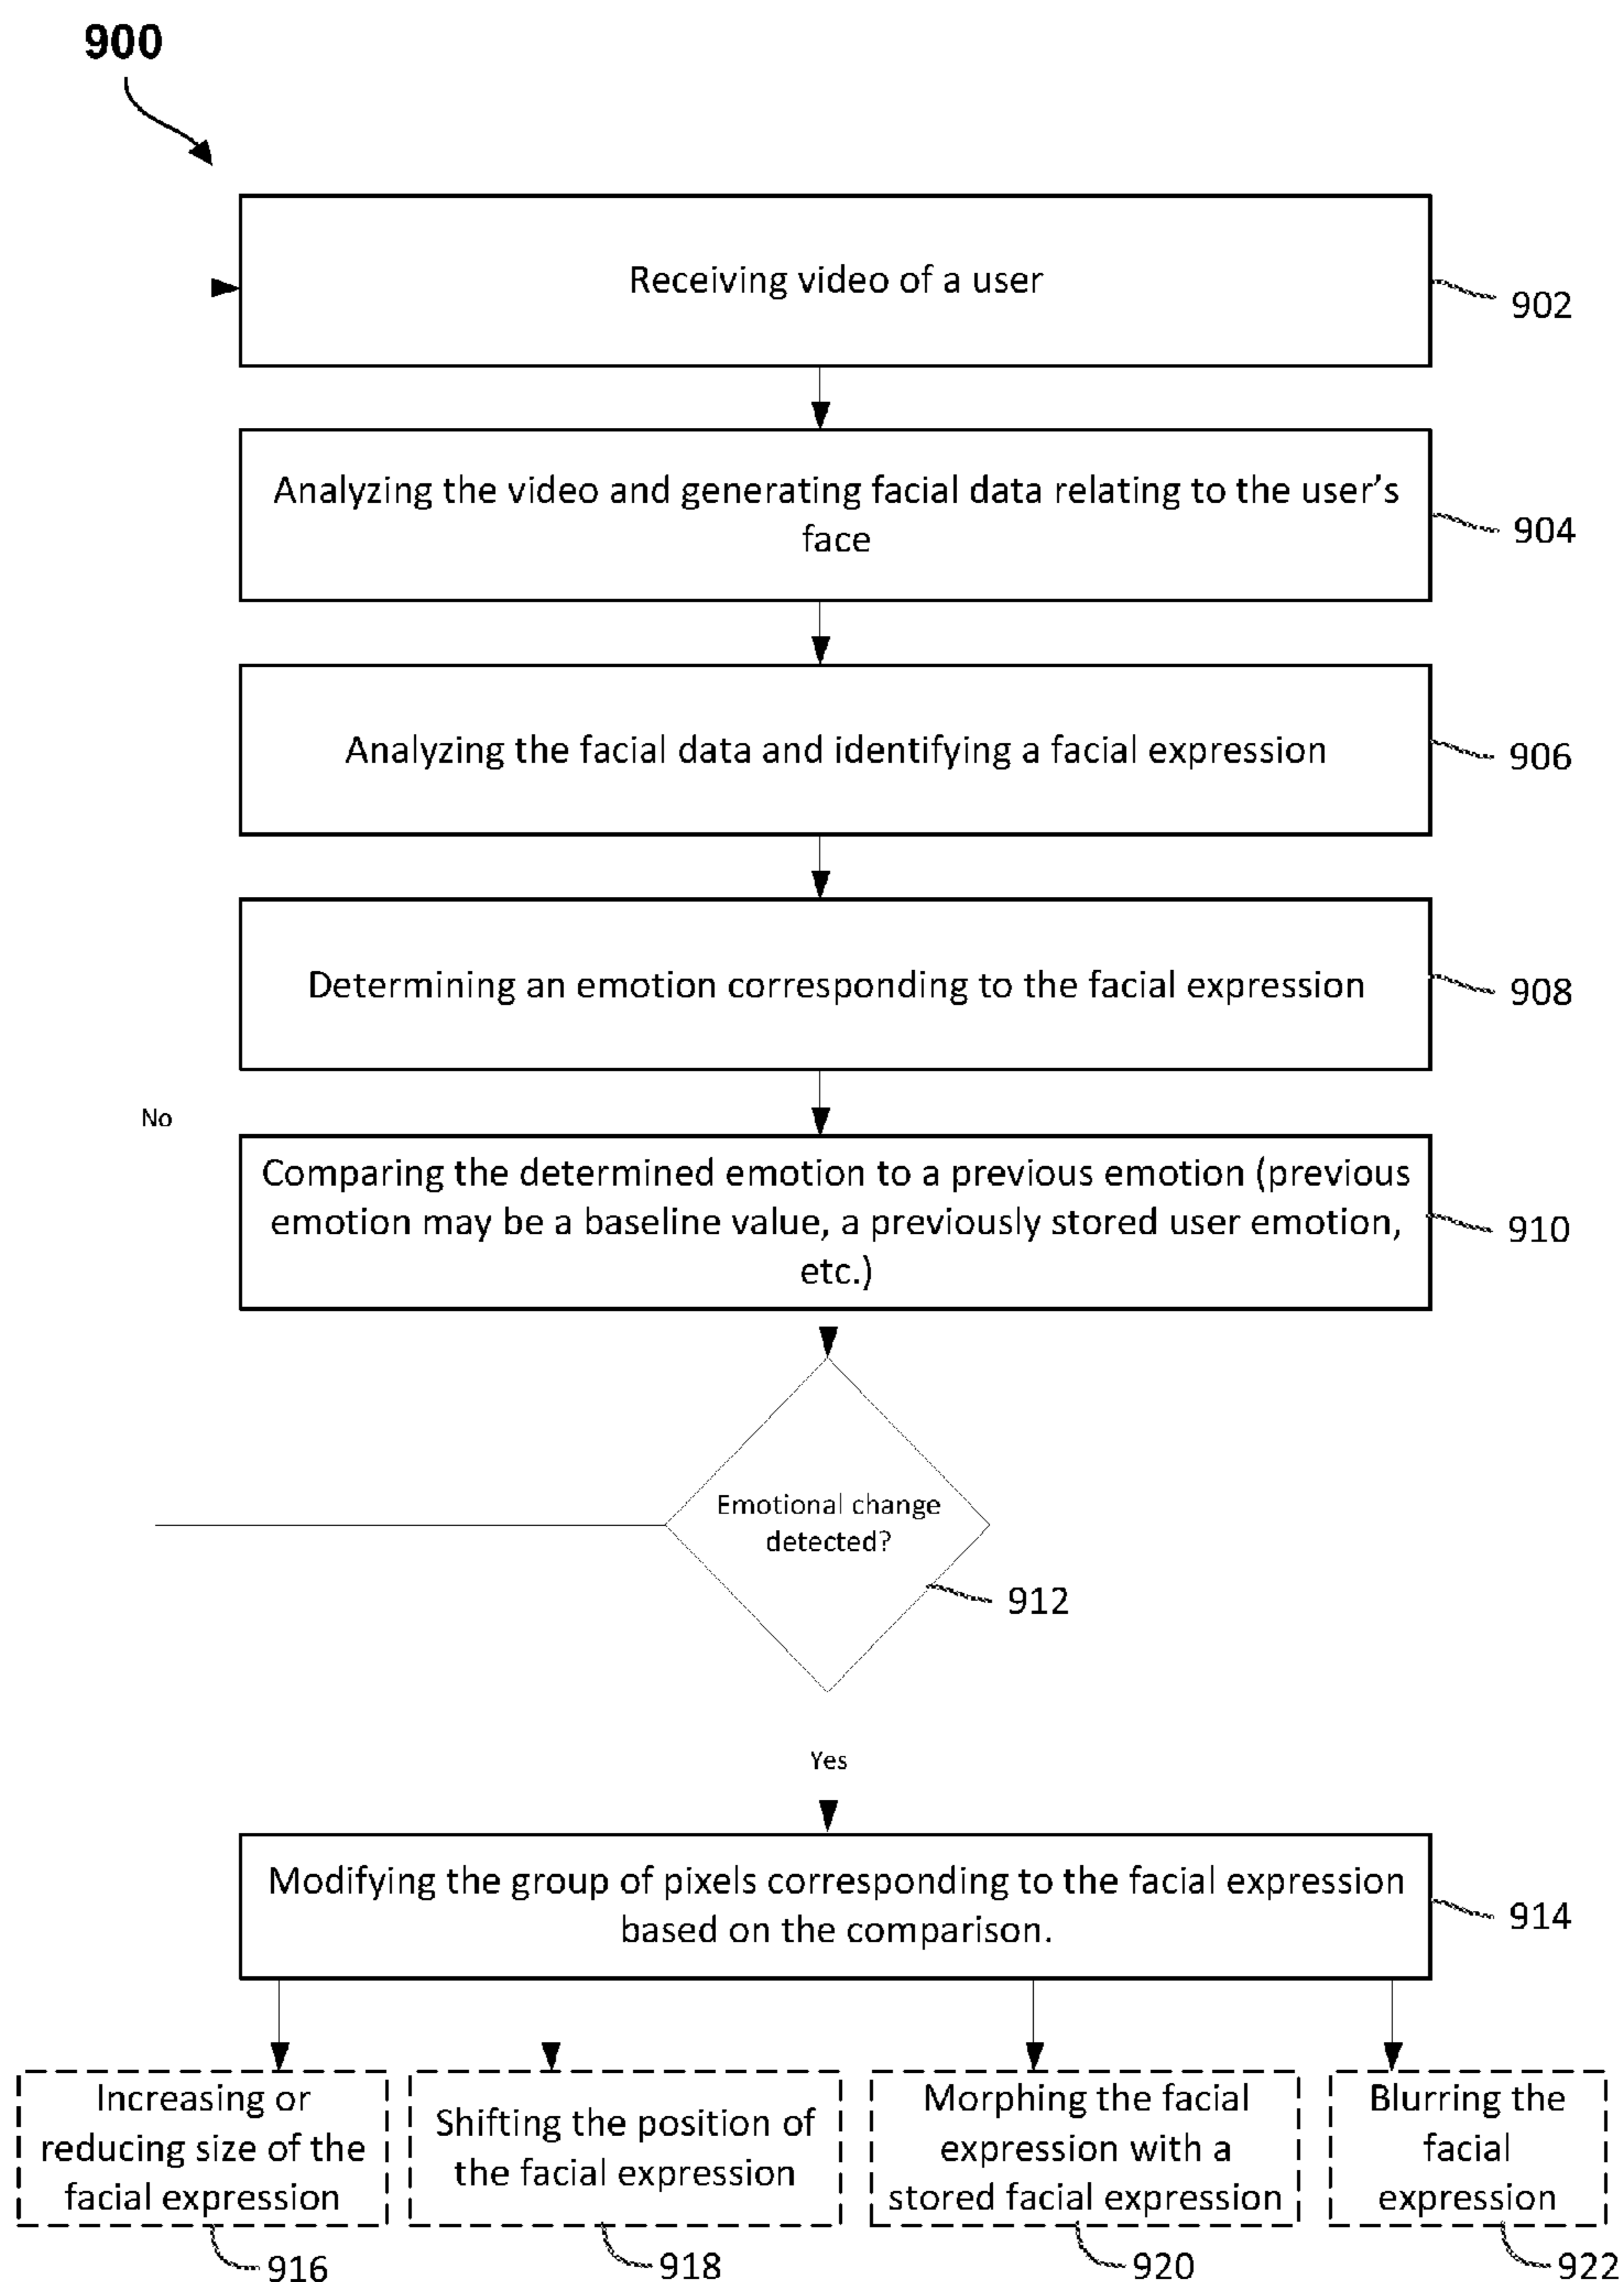 900
Receiving video of a user
902
Analyzing the video and generating facial data relating to the user’s
face
904
Analyzing the facial data and identifying a facial expression
906
Determining an emotion corresponding to the facial expression
908
No
Comparing the determined emotion to a previous emotion (previous
emotion may be a baseline value, a previously stored user emotion,
etc.)
910
Emotional change
detected?
912
Yes
Modifying the group of pixels corresponding to the facial expression
based on the comparison.
914
Increasing or
reducing size of the
facial expression
916
Shifting the position of
the facial expression
918
Morphing the facial
expression with a
stored facial expression
920
Blurring the
facial
expression
922